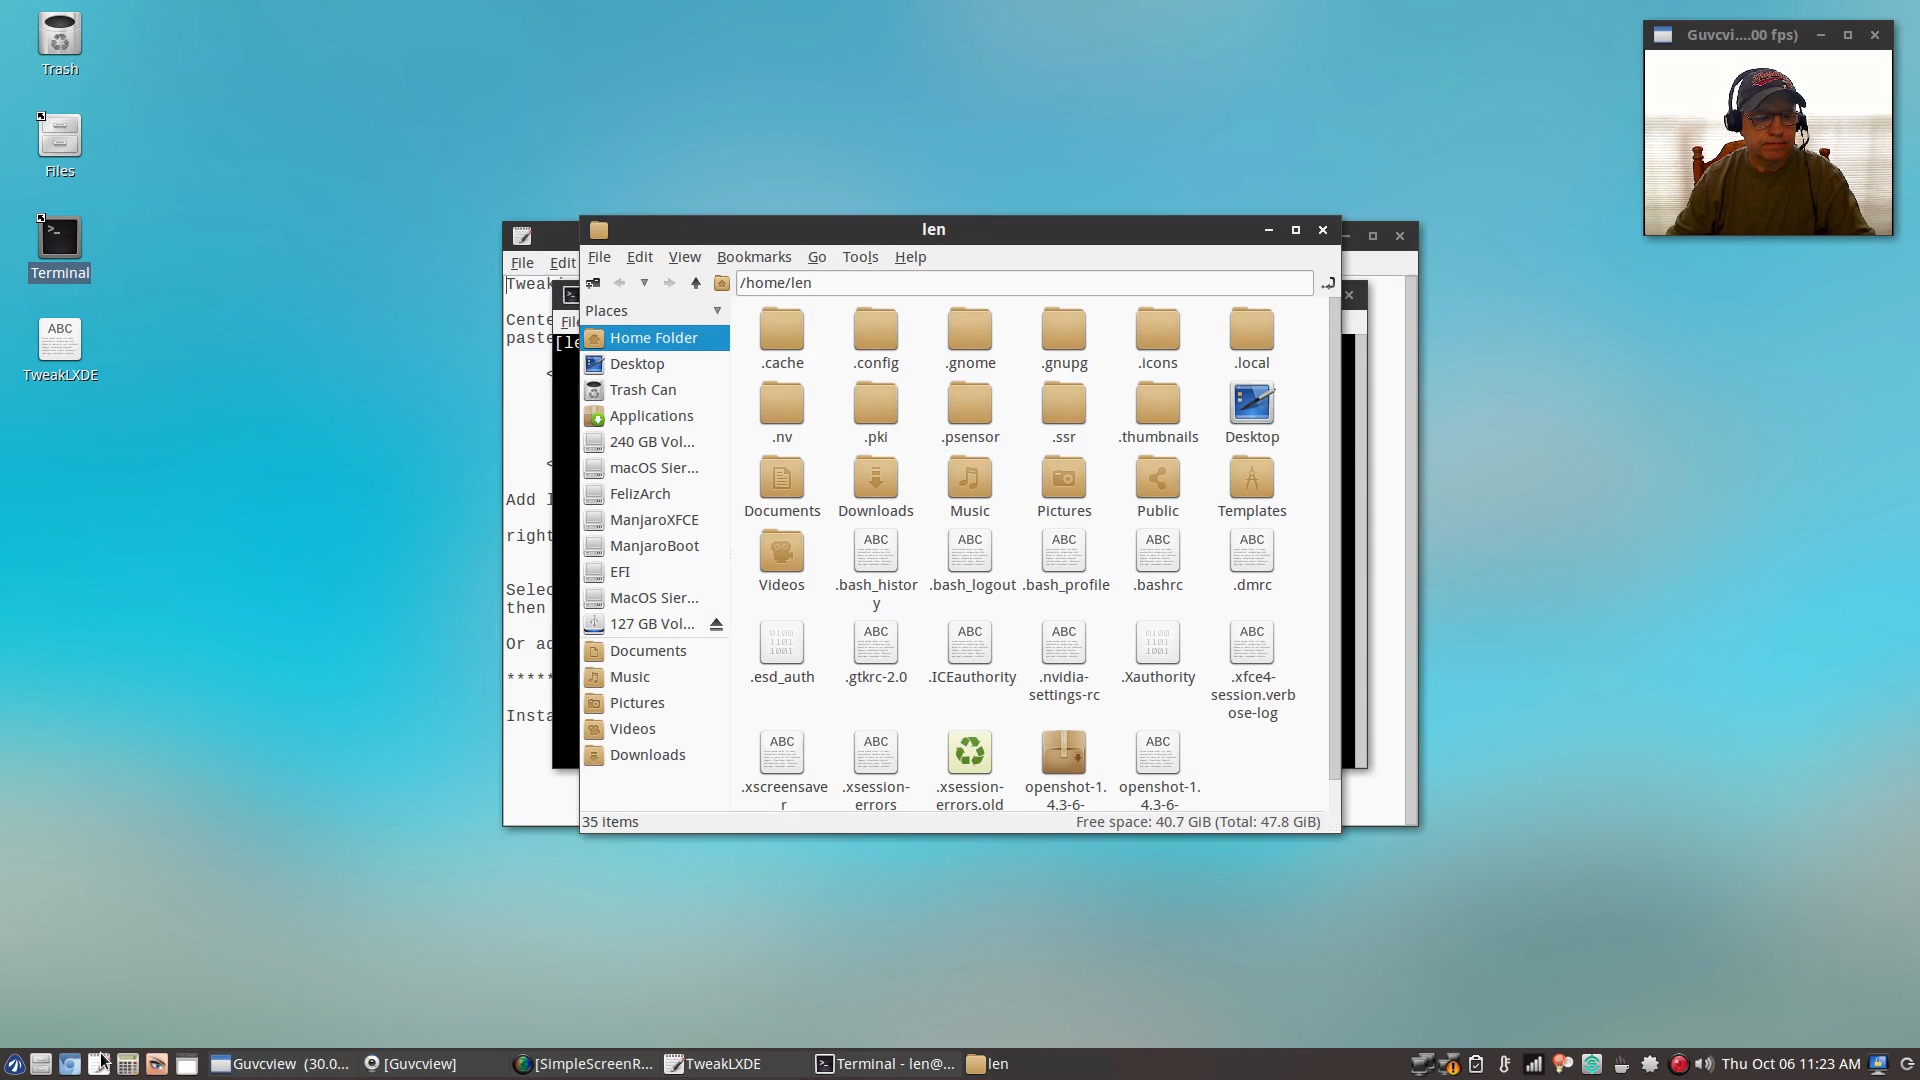 Trash
Files
Terminal
TweakLXDE
Guvcvi....00 fps)
File Edit
Tweak
Cente
paste
Add l
right
Selec
then
Or ad
*****
Insta
File
[le
len
File Edit View Bookmarks Go Tools Help
/home/len
Places
Home Folder
Desktop
Trash Can
Applications
240 GB Vol...
macOS Sier...
FelizArch
ManjaroXFCE
ManjaroBoot
EFI
MacOS Sier...
127 GB Vol...
Documents
Music
Pictures
Videos
Downloads
.cache .config .gnome .gnupg .icons .local
.nv .pki .psensor .ssr .thumbnails Desktop
Documents Downloads Music Pictures Public Templates
Videos .bash_history .bash_logout .bash_profile .bashrc .dmrc
.esd_auth .gtkrc-2.0 .ICEauthority .nvidia-settings-rc .Xauthority .xfce4-session.verbose-log
.xscreensaver .xsession-errors .xsession-errors.old openshot-1.4.3-6- openshot-1.4.3-6-
35 items Free space: 40.7 GiB (Total: 47.8 GiB)
Guvcview (30.0... [Guvcview] [SimpleScreenR... TweakLXDE Terminal - len@... len Thu Oct 06 11:23 AM